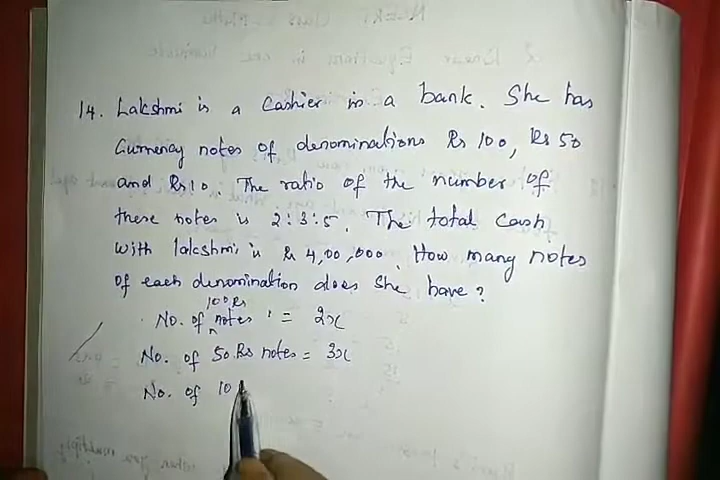 14. Lakshmi is a Cashier in a bank. She has
Currency notes of denominations Rs 100, Rs 50
and Rs 10. The ratio of the number of
these notes is 2:3:5. The total Cash
with lakshmi is Rs 4,00,000. How many notes
of each denomination does She have?
No. of 100 Rs notes = 2x
No. of 50 Rs notes = 3x
No. of 10